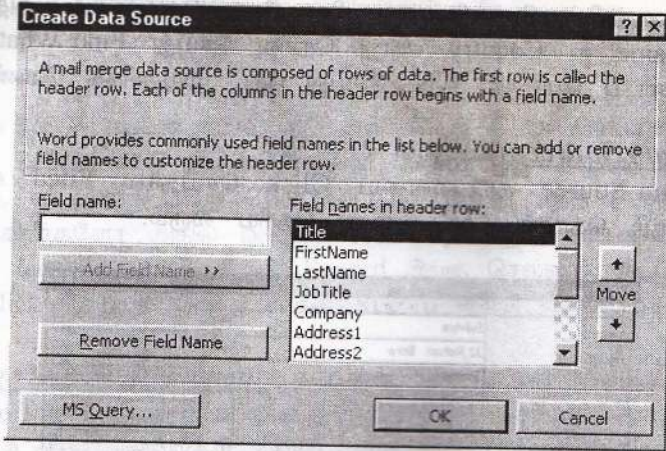 Create Data Source
A mail merge data source is composed of rows of data. The first row is called the
header row. Each of the columns in the header row begins with a field name.
Word provides commonly used field names in the list below. You can add or remove
field names to customize the header row.
Field name:
Field names in header row:
Title
FirstName
LastName
JobTitle
Company
Address1
Address2
Add Field Name
Move
Remove Field Name
MS Query...
OK
Cancel